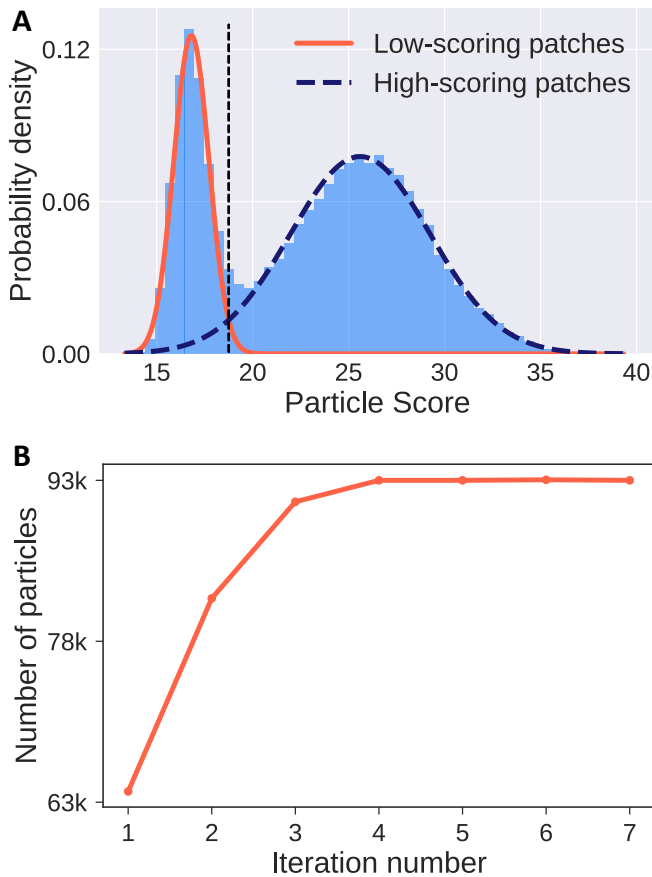 A
Low-scoring patches
High-scoring patches
Probability density
0.12
0.06
0.00
15 20 25 30 35 40
Particle Score
B
Number of particles
93k
78k
63k
1 2 3 4 5 6 7
Iteration number